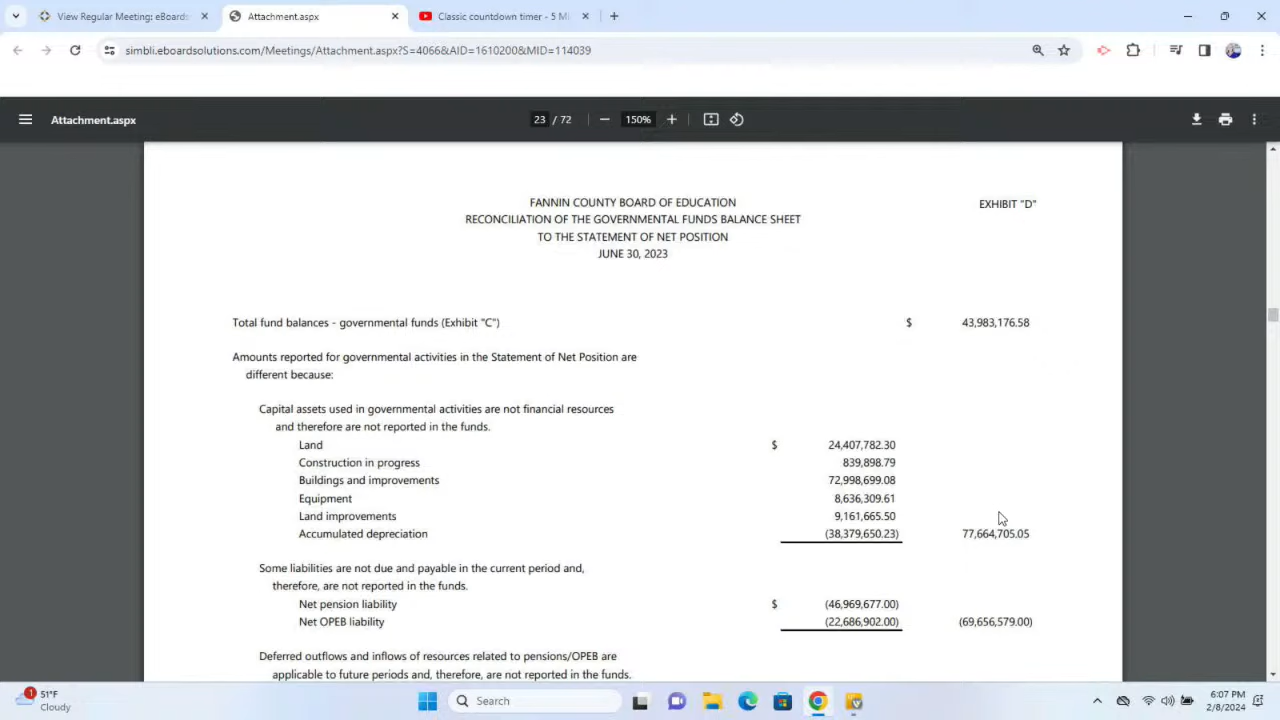 View Regular Meeting: eBoards
Attachment.aspx
Classic countdown timer - 5 Mi
simbli.eboardsolutions.com/Meetings/Attachment.aspx?S=4066&AID=1610200&MID=114039
Attachment.aspx 23 / 72 150%
FANNIN COUNTY BOARD OF EDUCATION EXHIBIT "D"
RECONCILIATION OF THE GOVERNMENTAL FUNDS BALANCE SHEET
TO THE STATEMENT OF NET POSITION
JUNE 30, 2023
Total fund balances - governmental funds (Exhibit "C") $ 43,983,176.58
Amounts reported for governmental activities in the Statement of Net Position are
different because:
Capital assets used in governmental activities are not financial resources
and therefore are not reported in the funds.
Land $ 24,407,782.30
Construction in progress 839,898.79
Buildings and improvements 72,998,699.08
Equipment 8,636,309.61
Land improvements 9,161,665.50
Accumulated depreciation (38,379,650.23) 77,664,705.05
Some liabilities are not due and payable in the current period and,
therefore, are not reported in the funds.
Net pension liability $ (46,969,677.00)
Net OPEB liability (22,686,902.00) (69,656,579.00)
Deferred outflows and inflows of resources related to pensions/OPEB are
applicable to future periods and, therefore, are not reported in the funds.
1 51°F
Cloudy
Search
6:07 PM
2/8/2024